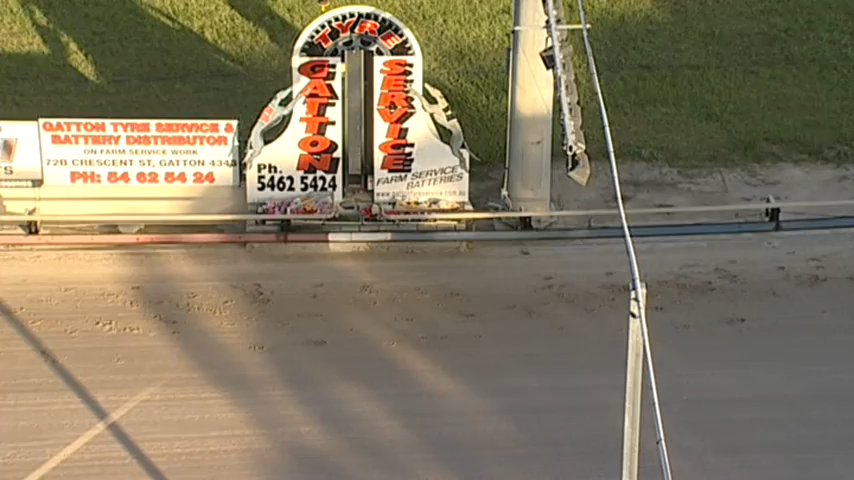 GATTON TYRE SERVICE &
BATTERY DISTRIBUTOR
ON FARM SERVICE WORK
72B CRESCENT ST, GATTON 4343
PH: 54 62 54 24
TYRE
GATTON
SERVICE
Ph.
5462 5424
FARM SERVICE
BATTERIES